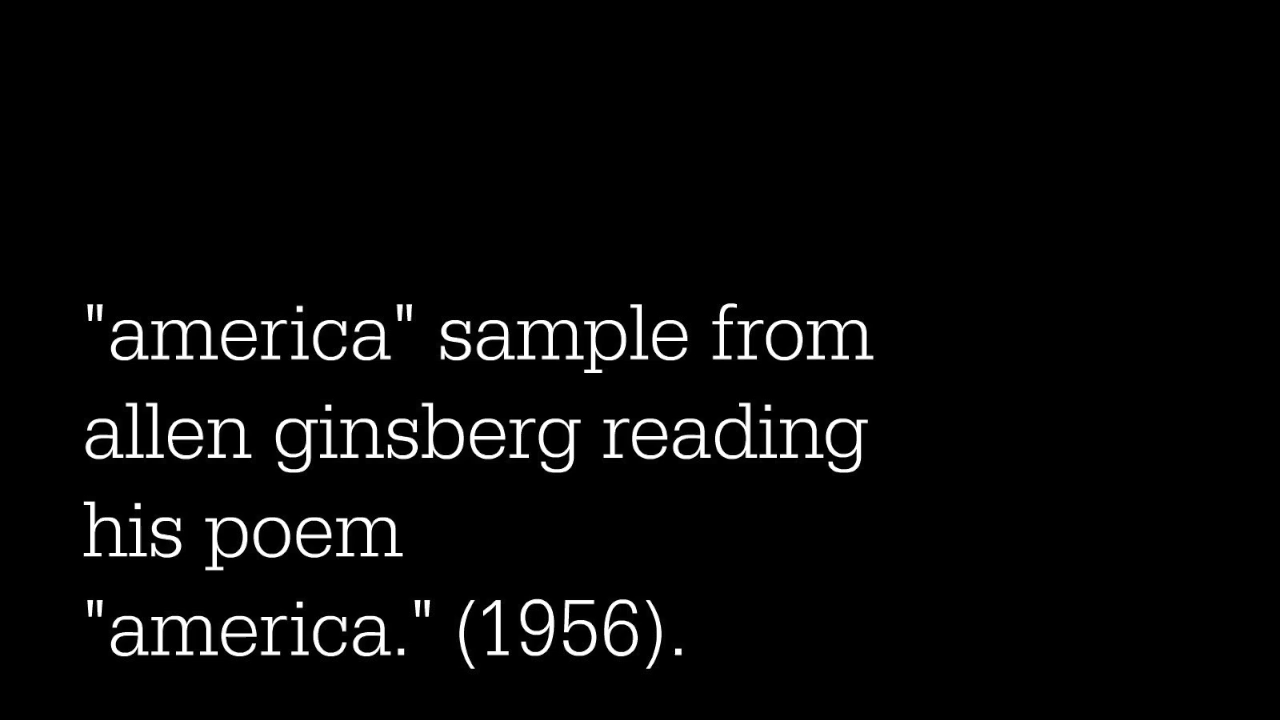 "america" sample from
allen ginsberg reading
his poem
"america." (1956).